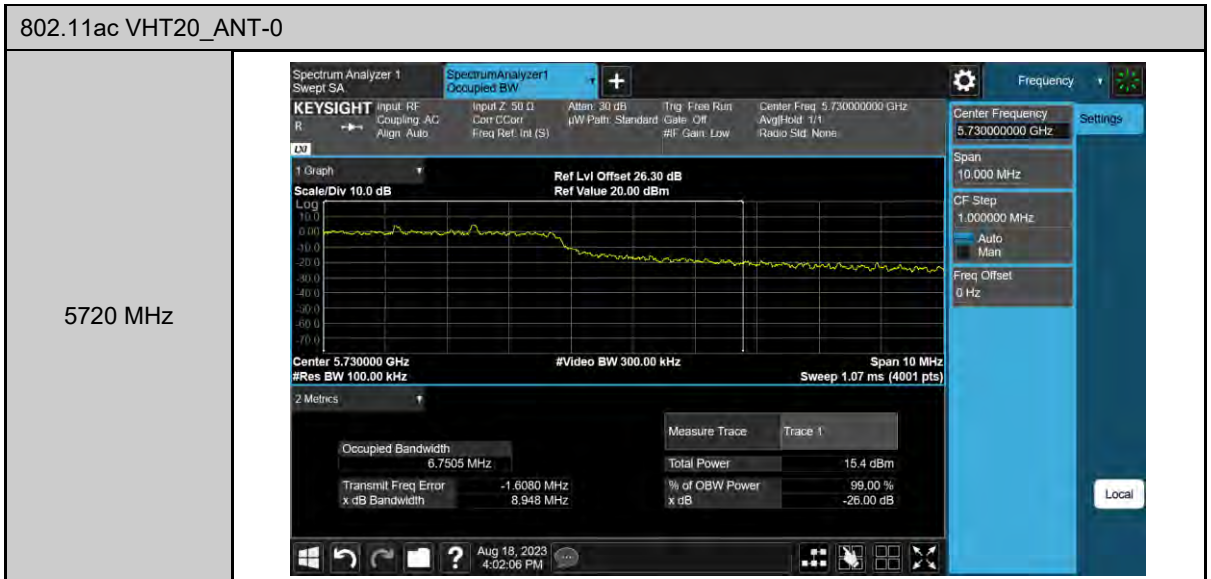 802.11ac VHT20_ANT-0
5720 MHz
Spectrum Analyzer 1
Swept SA
SpectrumAnalyzer1
Occupied BW
+
Frequency
KEYSIGHT
R
LXI
Input: RF
Coupling: AC
Align: Auto
Input Z: 50 Ω
Corr CCorr
Freq Ref: Int (S)
Atten: 30 dB
µW Path: Standard
Trig: Free Run
Gate: Off
#IF Gain: Low
Center Freq: 5.730000000 GHz
Avg|Hold: 1/1
Radio Std: None
Center Frequency
5.730000000 GHz
Settings
Span
10.000 MHz
CF Step
1.000000 MHz
Auto
Man
Freq Offset
0 Hz
Local
1 Graph
Scale/Div 10.0 dB
Ref Lvl Offset 26.30 dB
Ref Value 20.00 dBm
Log
10.0
0.00
-10.0
-20.0
-30.0
-40.0
-50.0
-60.0
-70.0
Center 5.730000 GHz
#Video BW 300.00 kHz
Span 10 MHz
#Res BW 100.00 kHz
Sweep 1.07 ms (4001 pts)
2 Metrics
Measure Trace Trace 1
Occupied Bandwidth
6.7505 MHz
Total Power 15.4 dBm
Transmit Freq Error -1.6080 MHz
% of OBW Power 99.00 %
x dB Bandwidth 8.948 MHz
x dB -26.00 dB
?
Aug 18, 2023
4:02:06 PM